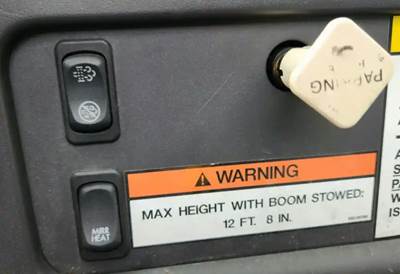 PARKING
WARNING
MAX HEIGHT WITH BOOM STOWED:
12 FT. 8 IN.
MIRR
HEAT